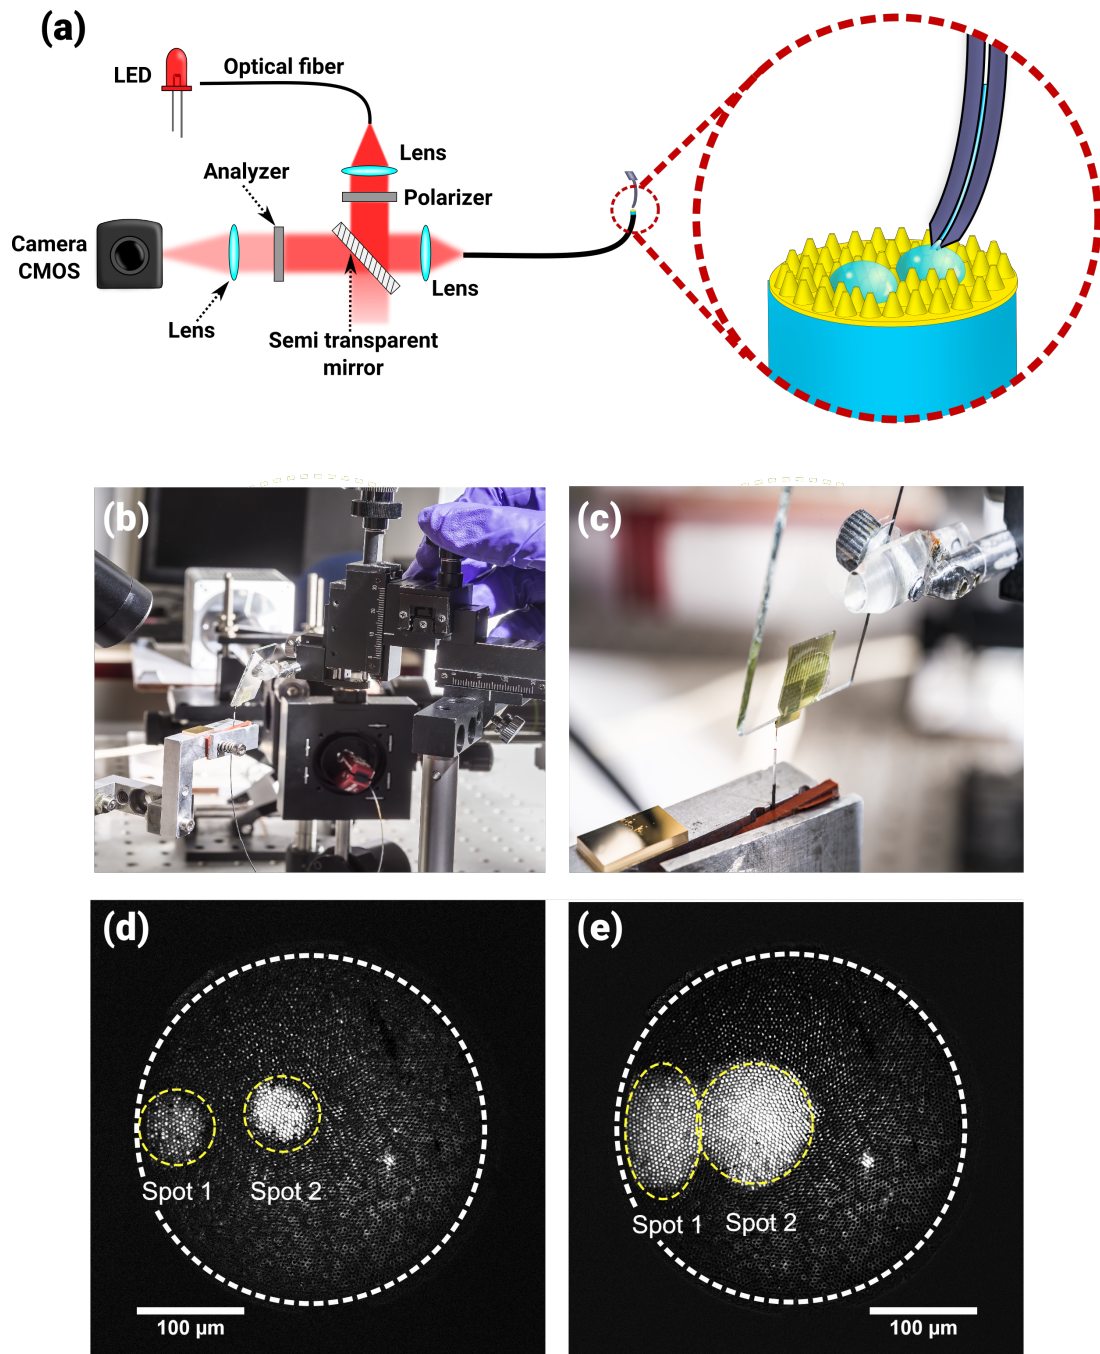 (a)
LED
Optical fiber
Lens
Analyzer
Polarizer
Camera
CMOS
Lens
Lens
Semi transparent
mirror
(b)
(c)
(d)
(e)
Spot 1
Spot 2
Spot 1
Spot 2
100 µm
100 µm